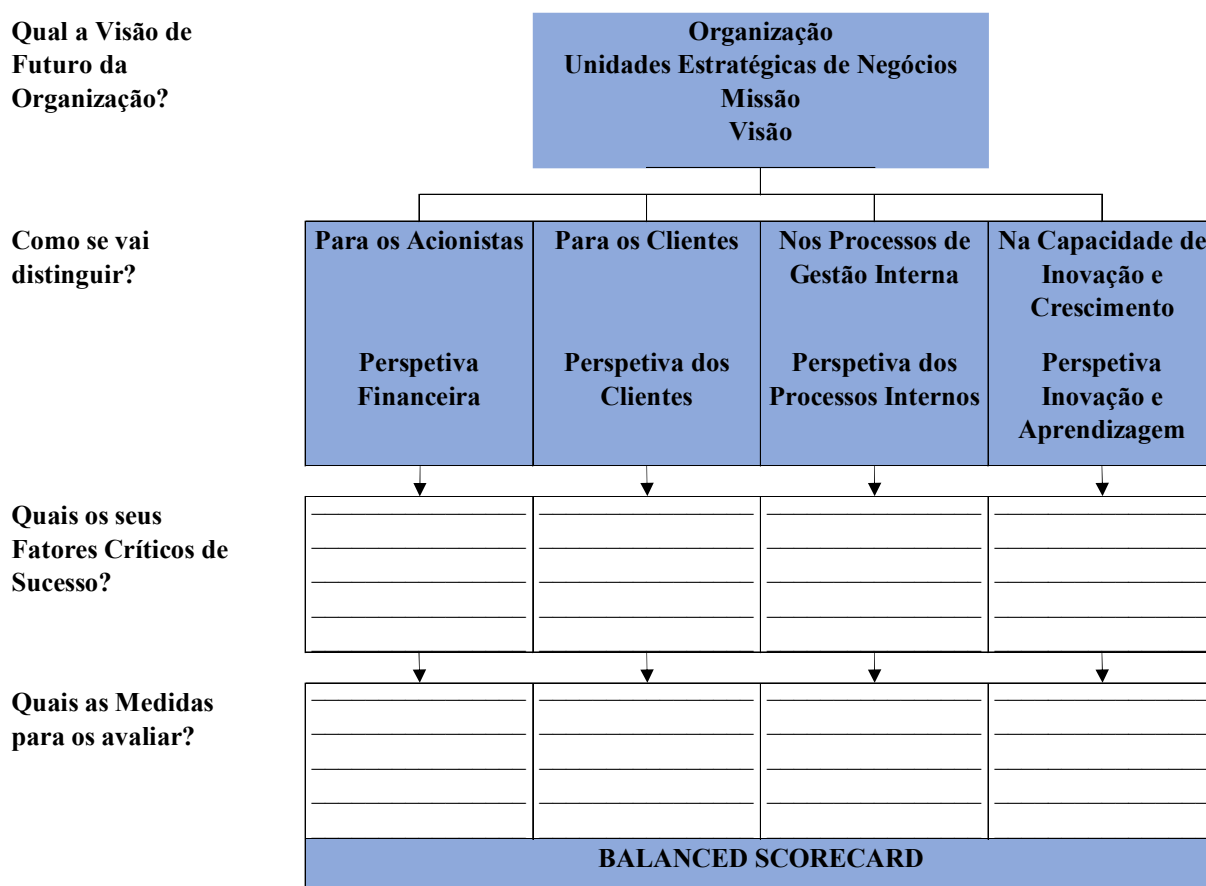 Qual a Visão de
Futuro da
Organização?
Organização
Unidades Estratégicas de Negócios
Missão
Visão
Como se vai
distinguir?
Para os Acionistas
Perspetiva
Financeira
Para os Clientes
Perspetiva dos
Clientes
Nos Processos de
Gestão Interna
Perspetiva dos
Processos Internos
Na Capacidade de
Inovação e
Crescimento
Perspetiva
Inovação e
Aprendizagem
Quais os seus
Fatores Críticos de
Sucesso?
Quais as Medidas
para os avaliar?
BALANCED SCORECARD